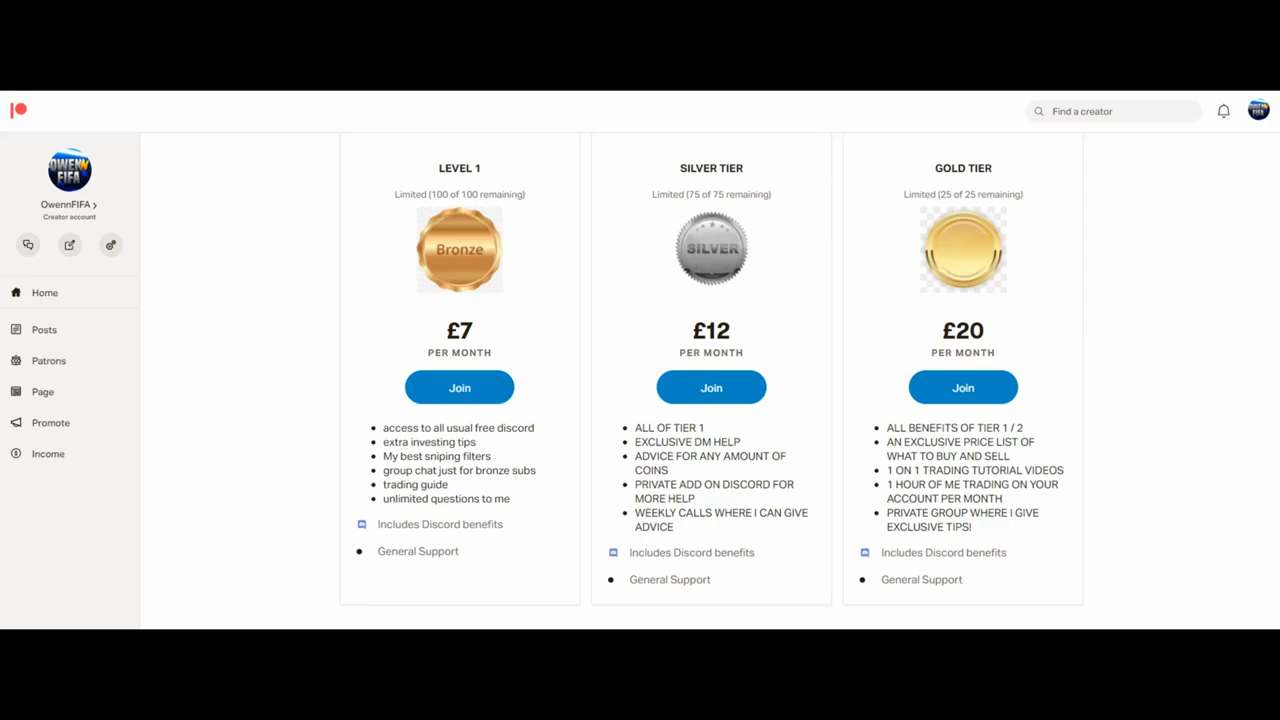 Find a creator
OWENN
FIFA
OWENN
FIFA
OwennFIFA
Creator account
Home
Posts
Patrons
Page
Promote
Income
LEVEL 1
Limited (100 of 100 remaining)
Bronze
£7
PER MONTH
Join
access to all usual free discord
extra investing tips
My best sniping filters
group chat just for bronze subs
trading guide
unlimited questions to me
Includes Discord benefits
General Support
SILVER TIER
Limited (75 of 75 remaining)
SILVER
£12
PER MONTH
Join
ALL OF TIER 1
EXCLUSIVE DM HELP
ADVICE FOR ANY AMOUNT OF
COINS
PRIVATE ADD ON DISCORD FOR
MORE HELP
WEEKLY CALLS WHERE I CAN GIVE
ADVICE
Includes Discord benefits
General Support
GOLD TIER
Limited (25 of 25 remaining)
£20
PER MONTH
Join
ALL BENEFITS OF TIER 1 / 2
AN EXCLUSIVE PRICE LIST OF
WHAT TO BUY AND SELL
1 ON 1 TRADING TUTORIAL VIDEOS
1 HOUR OF ME TRADING ON YOUR
ACCOUNT PER MONTH
PRIVATE GROUP WHERE I GIVE
EXCLUSIVE TIPS!
Includes Discord benefits
General Support